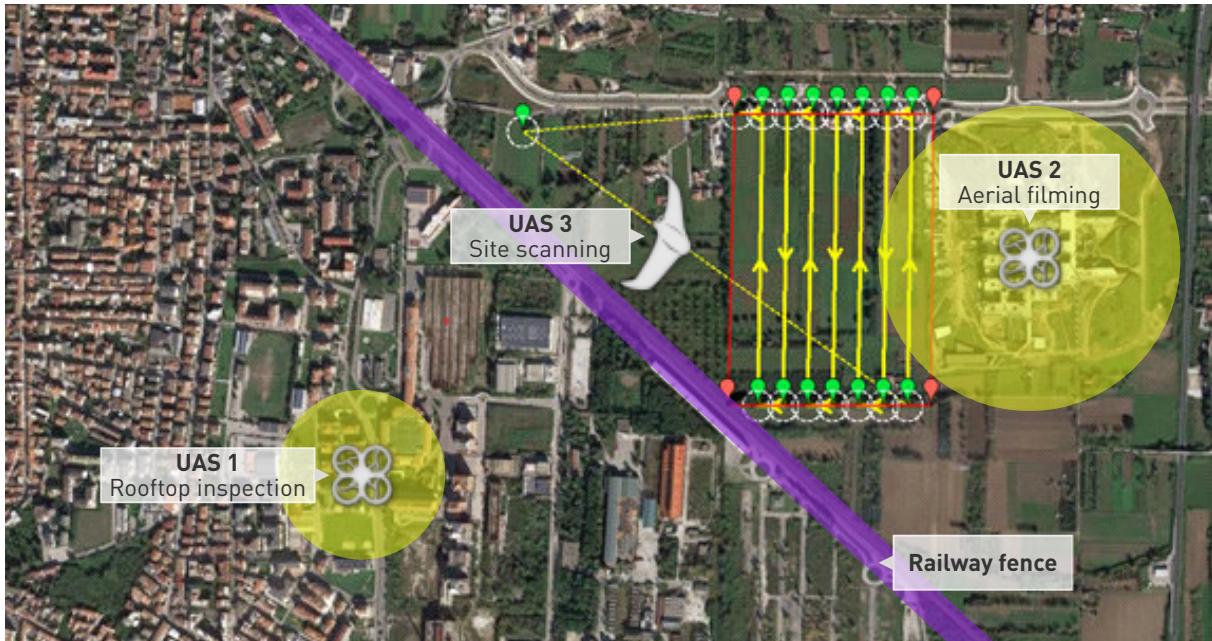 UAS 2
Aerial filming
UAS 3
Site scanning
UAS 1
Rooftop inspection
Railway fence